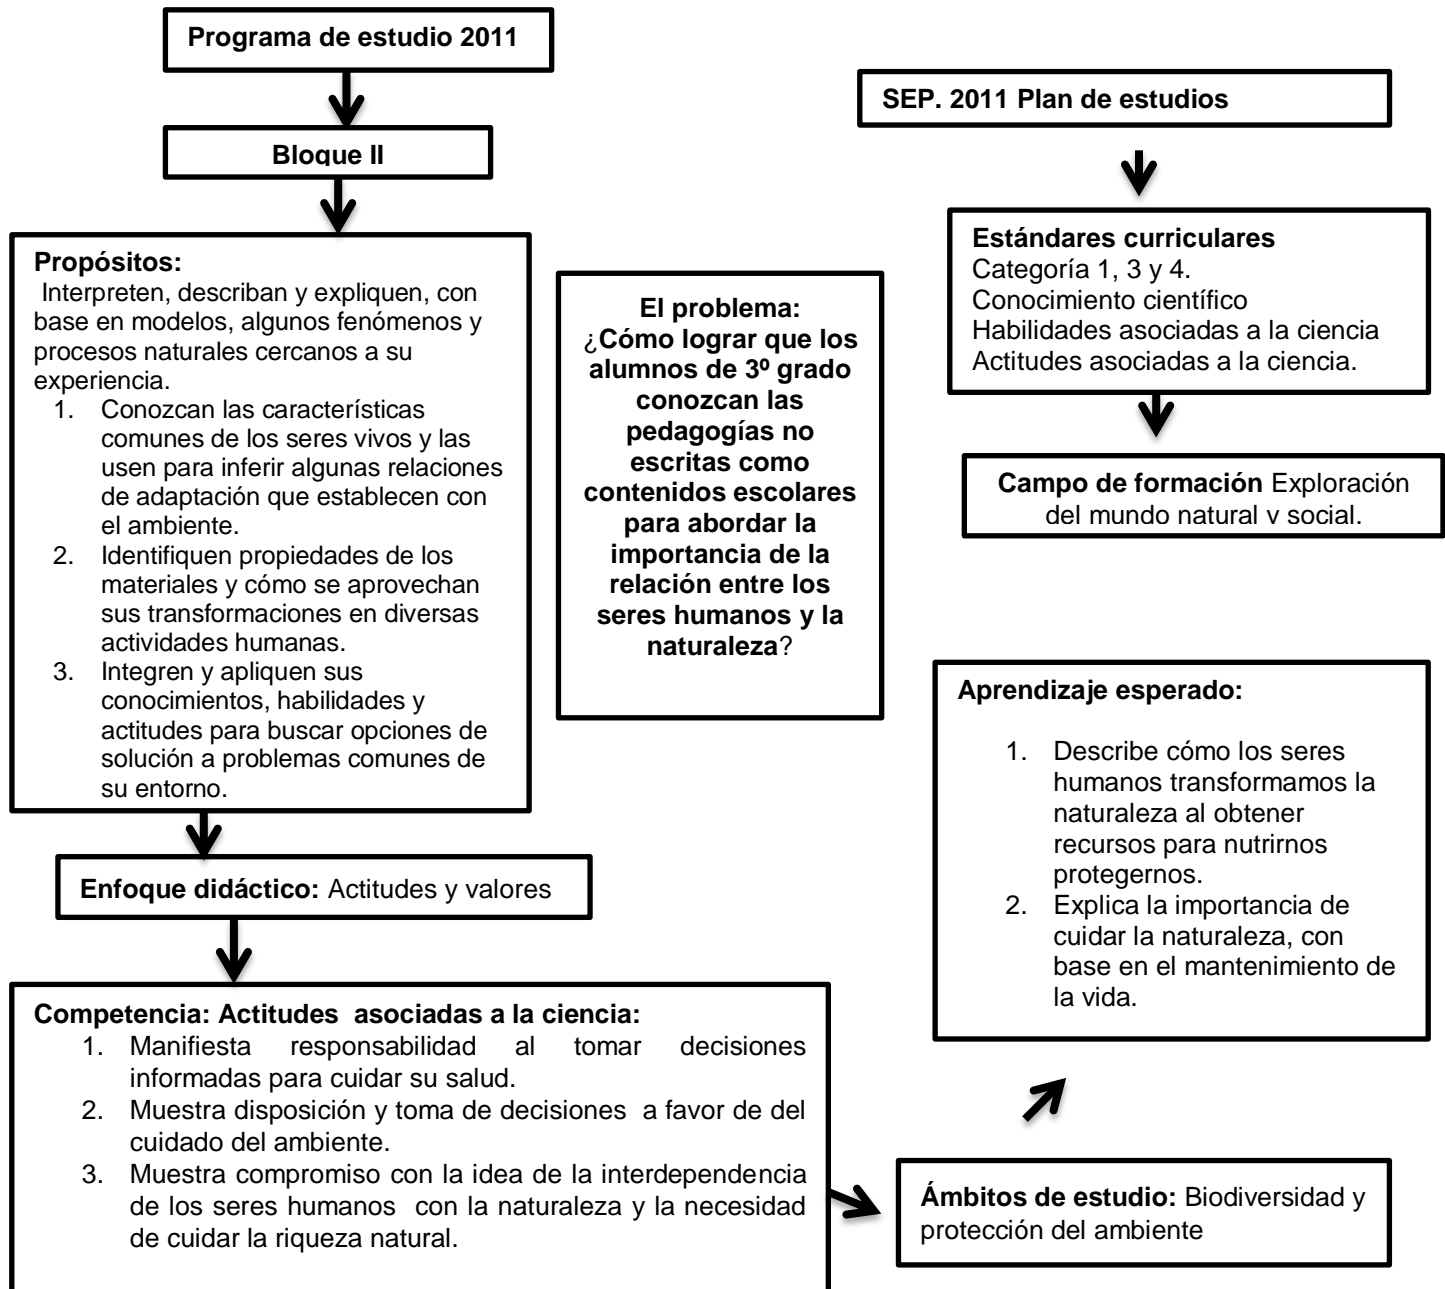 Programa de estudio 2011
Bloque II
Propósitos:
Interpreten, describan y expliquen, con
base en modelos, algunos fenómenos y
procesos naturales cercanos a su
experiencia.
1. Conozcan las características
comunes de los seres vivos y las
usen para inferir algunas relaciones
de adaptación que establecen con
el ambiente.
2. Identifiquen propiedades de los
materiales y cómo se aprovechan
sus transformaciones en diversas
actividades humanas.
3. Integren y apliquen sus
conocimientos, habilidades y
actitudes para buscar opciones de
solución a problemas comunes de
su entorno.
Enfoque didáctico: Actitudes y valores
Competencia: Actitudes asociadas a la ciencia:
1. Manifiesta responsabilidad al tomar decisiones
informadas para cuidar su salud.
2. Muestra disposición y toma de decisiones a favor de del
cuidado del ambiente.
3. Muestra compromiso con la idea de la interdependencia
de los seres humanos con la naturaleza y la necesidad
de cuidar la riqueza natural.
El problema:
¿Cómo lograr que los
alumnos de 3º grado
conozcan las
pedagogías no
escritas como
contenidos escolares
para abordar la
importancia de la
relación entre los
seres humanos y la
naturaleza?
SEP. 2011 Plan de estudios
Estándares curriculares
Categoría 1, 3 y 4.
Conocimiento científico
Habilidades asociadas a la ciencia
Actitudes asociadas a la ciencia.
Campo de formación Exploración
del mundo natural y social.
Aprendizaje esperado:
1. Describe cómo los seres
humanos transformamos la
naturaleza al obtener
recursos para nutrirnos
protegernos.
2. Explica la importancia de
cuidar la naturaleza, con
base en el mantenimiento de
la vida.
Ámbitos de estudio: Biodiversidad y
protección del ambiente